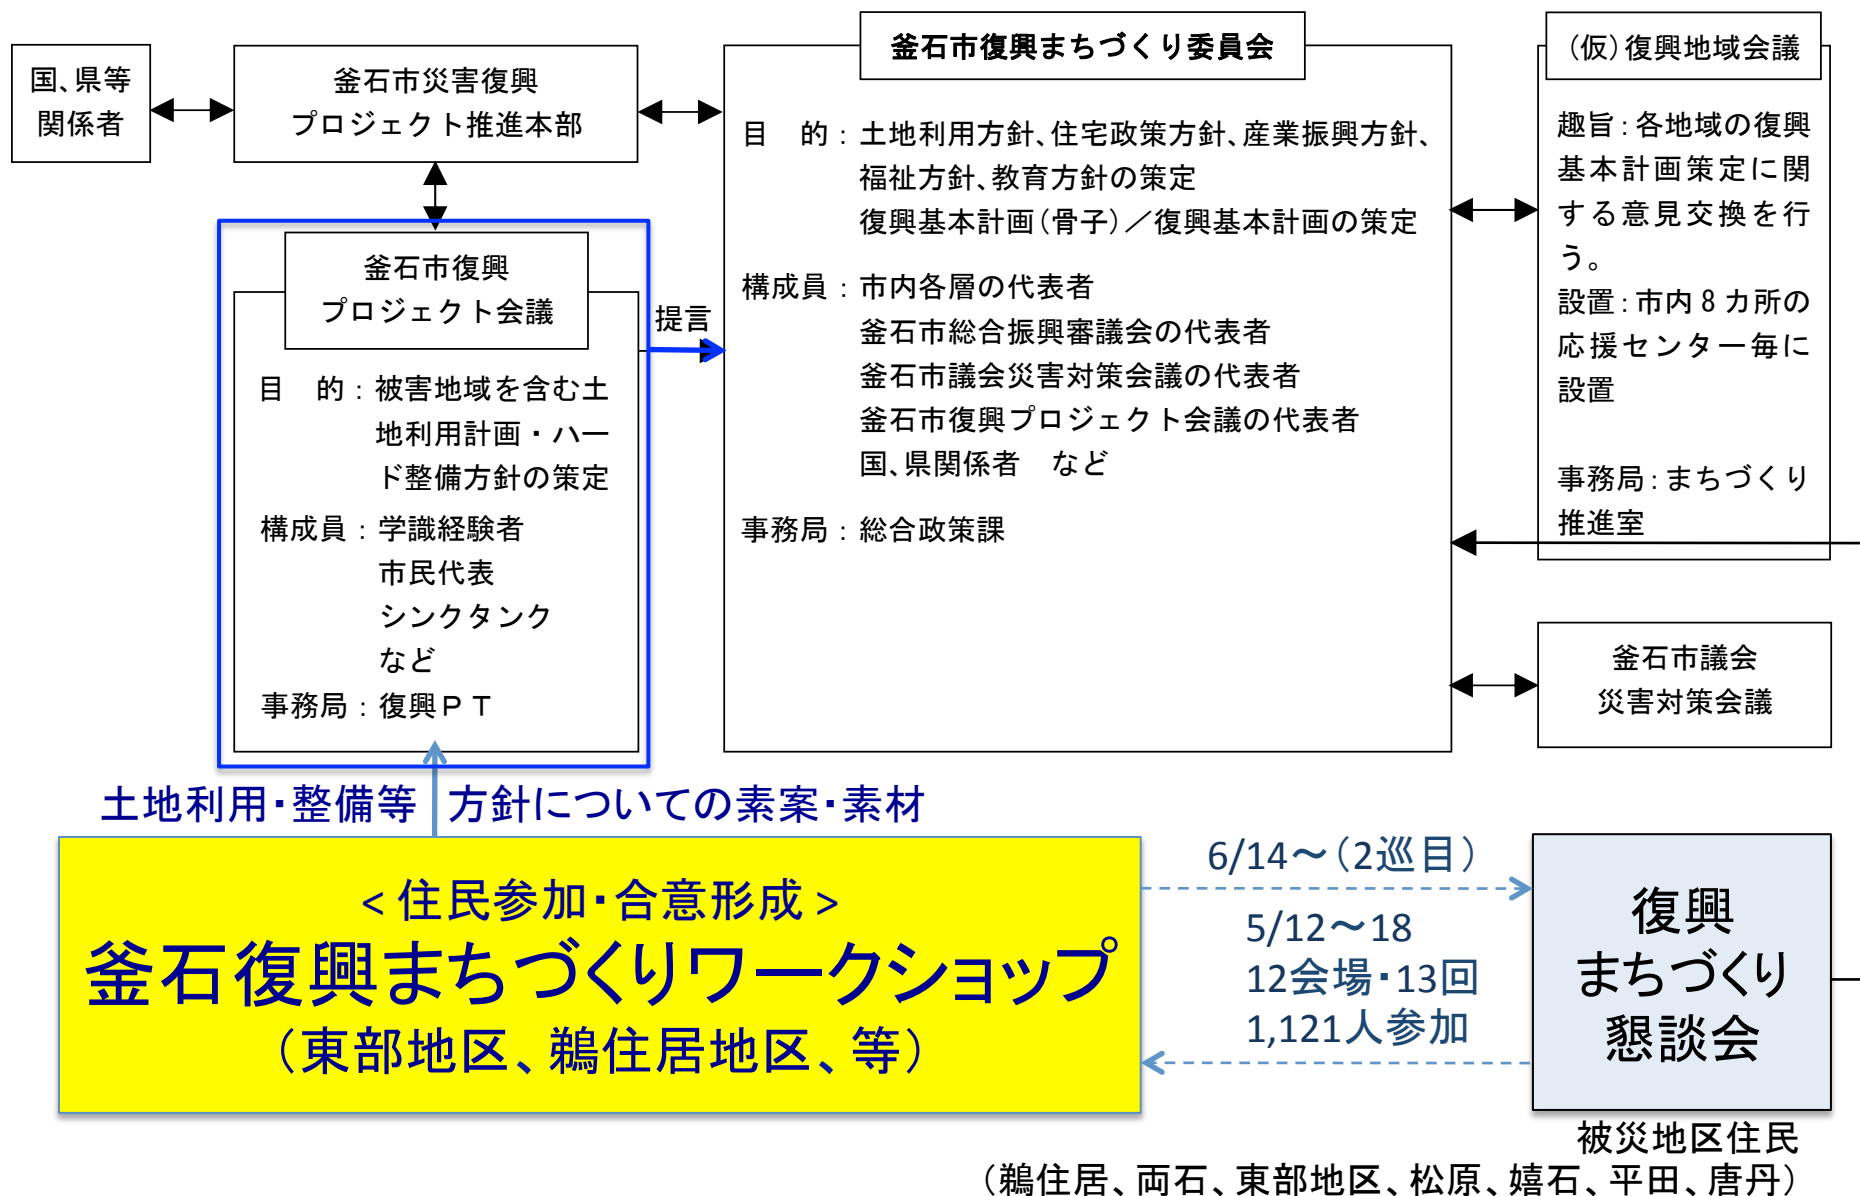 国、県等
関係者
釜石市災害復興
プロジェクト推進本部
釜石市復興まちづくり委員会
目　的：土地利用方針、住宅政策方針、産業振興方針、
福祉方針、教育方針の策定
復興基本計画（骨子）／復興基本計画の策定
構成員：市内各層の代表者
釜石市総合振興審議会の代表者
釜石市議会災害対策会議の代表者
釜石市復興プロジェクト会議の代表者
国、県関係者　など
事務局：総合政策課
（仮）復興地域会議
趣旨：各地域の復興
基本計画策定に関
する意見交換を行
う。
設置：市内８カ所の
応援センター毎に
設置
事務局：まちづくり
推進室
釜石市復興
プロジェクト会議
目　的：被害地域を含む土
地利用計画・ハー
ド整備方針の策定
構成員：学識経験者
市民代表
シンクタンク
など
事務局：復興ＰＴ
提言
釜石市議会
災害対策会議
土地利用・整備等　方針についての素案・素材
<住民参加・合意形成>
釜石復興まちづくりワークショップ
（東部地区、鵜住居地区、等）
6/14～（2巡目）
5/12～18
12会場・13回
1,121人参加
復興
まちづくり
懇談会
被災地区住民
（鵜住居、両石、東部地区、松原、嬉石、平田、唐丹）